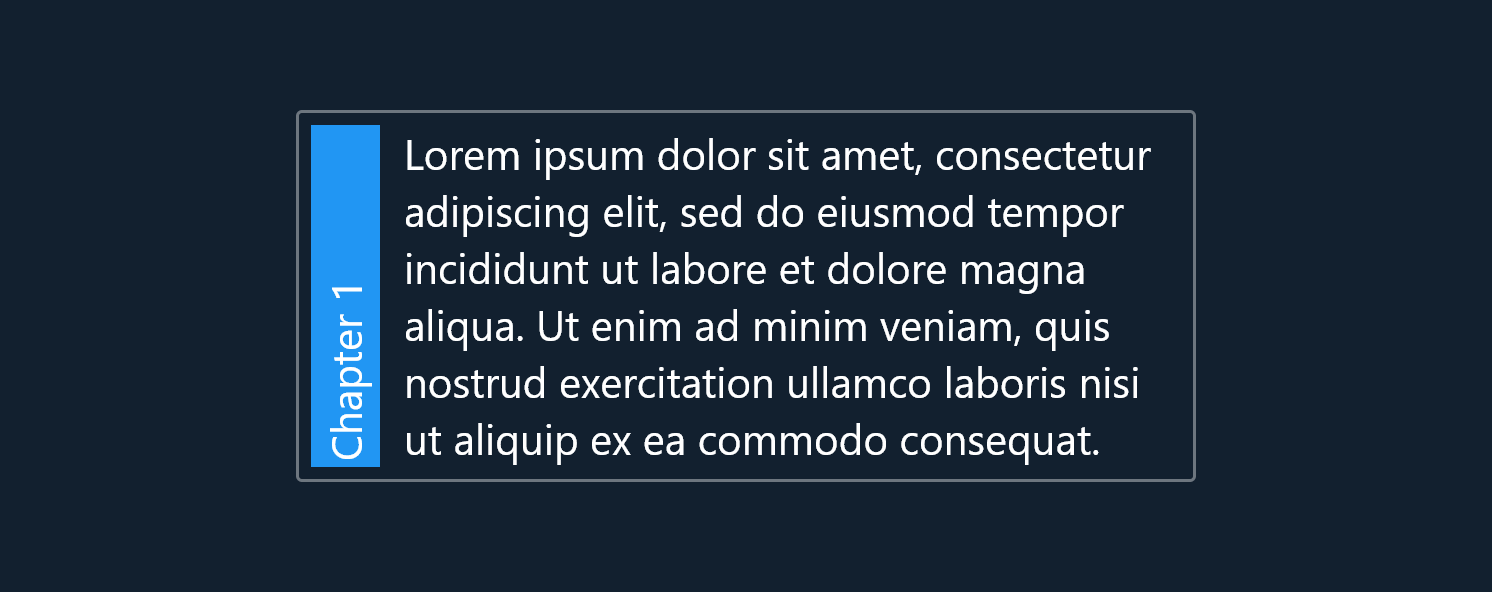 Chapter 1
Lorem ipsum dolor sit amet, consectetur
adipiscing elit, sed do eiusmod tempor
incididunt ut labore et dolore magna
aliqua. Ut enim ad minim veniam, quis
nostrud exercitation ullamco laboris nisi
ut aliquip ex ea commodo consequat.